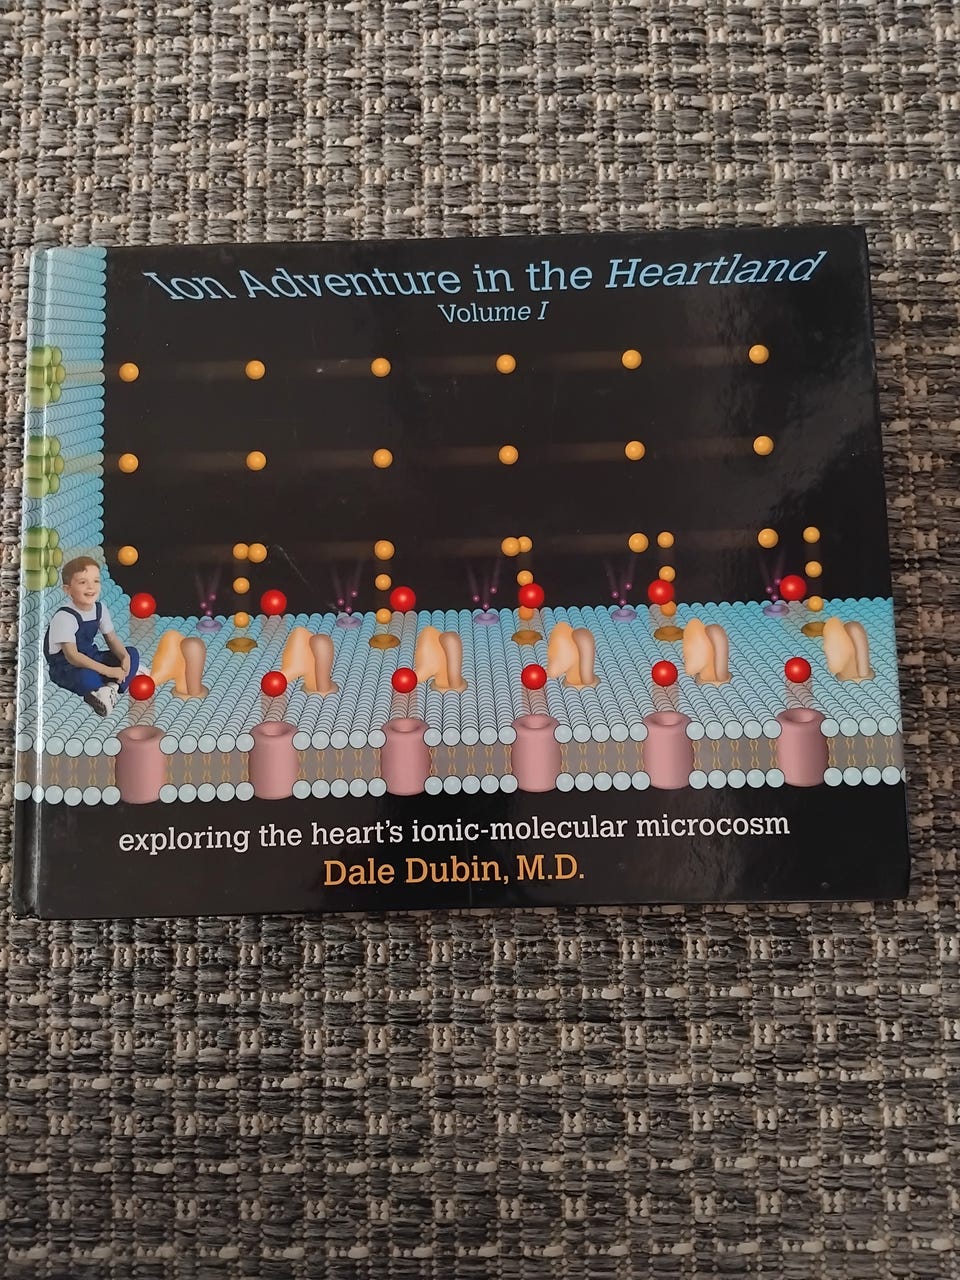 Ion Adventure in the Heartland
Volume I
exploring the heart's ionic-molecular microcosm
Dale Dubin, M.D.